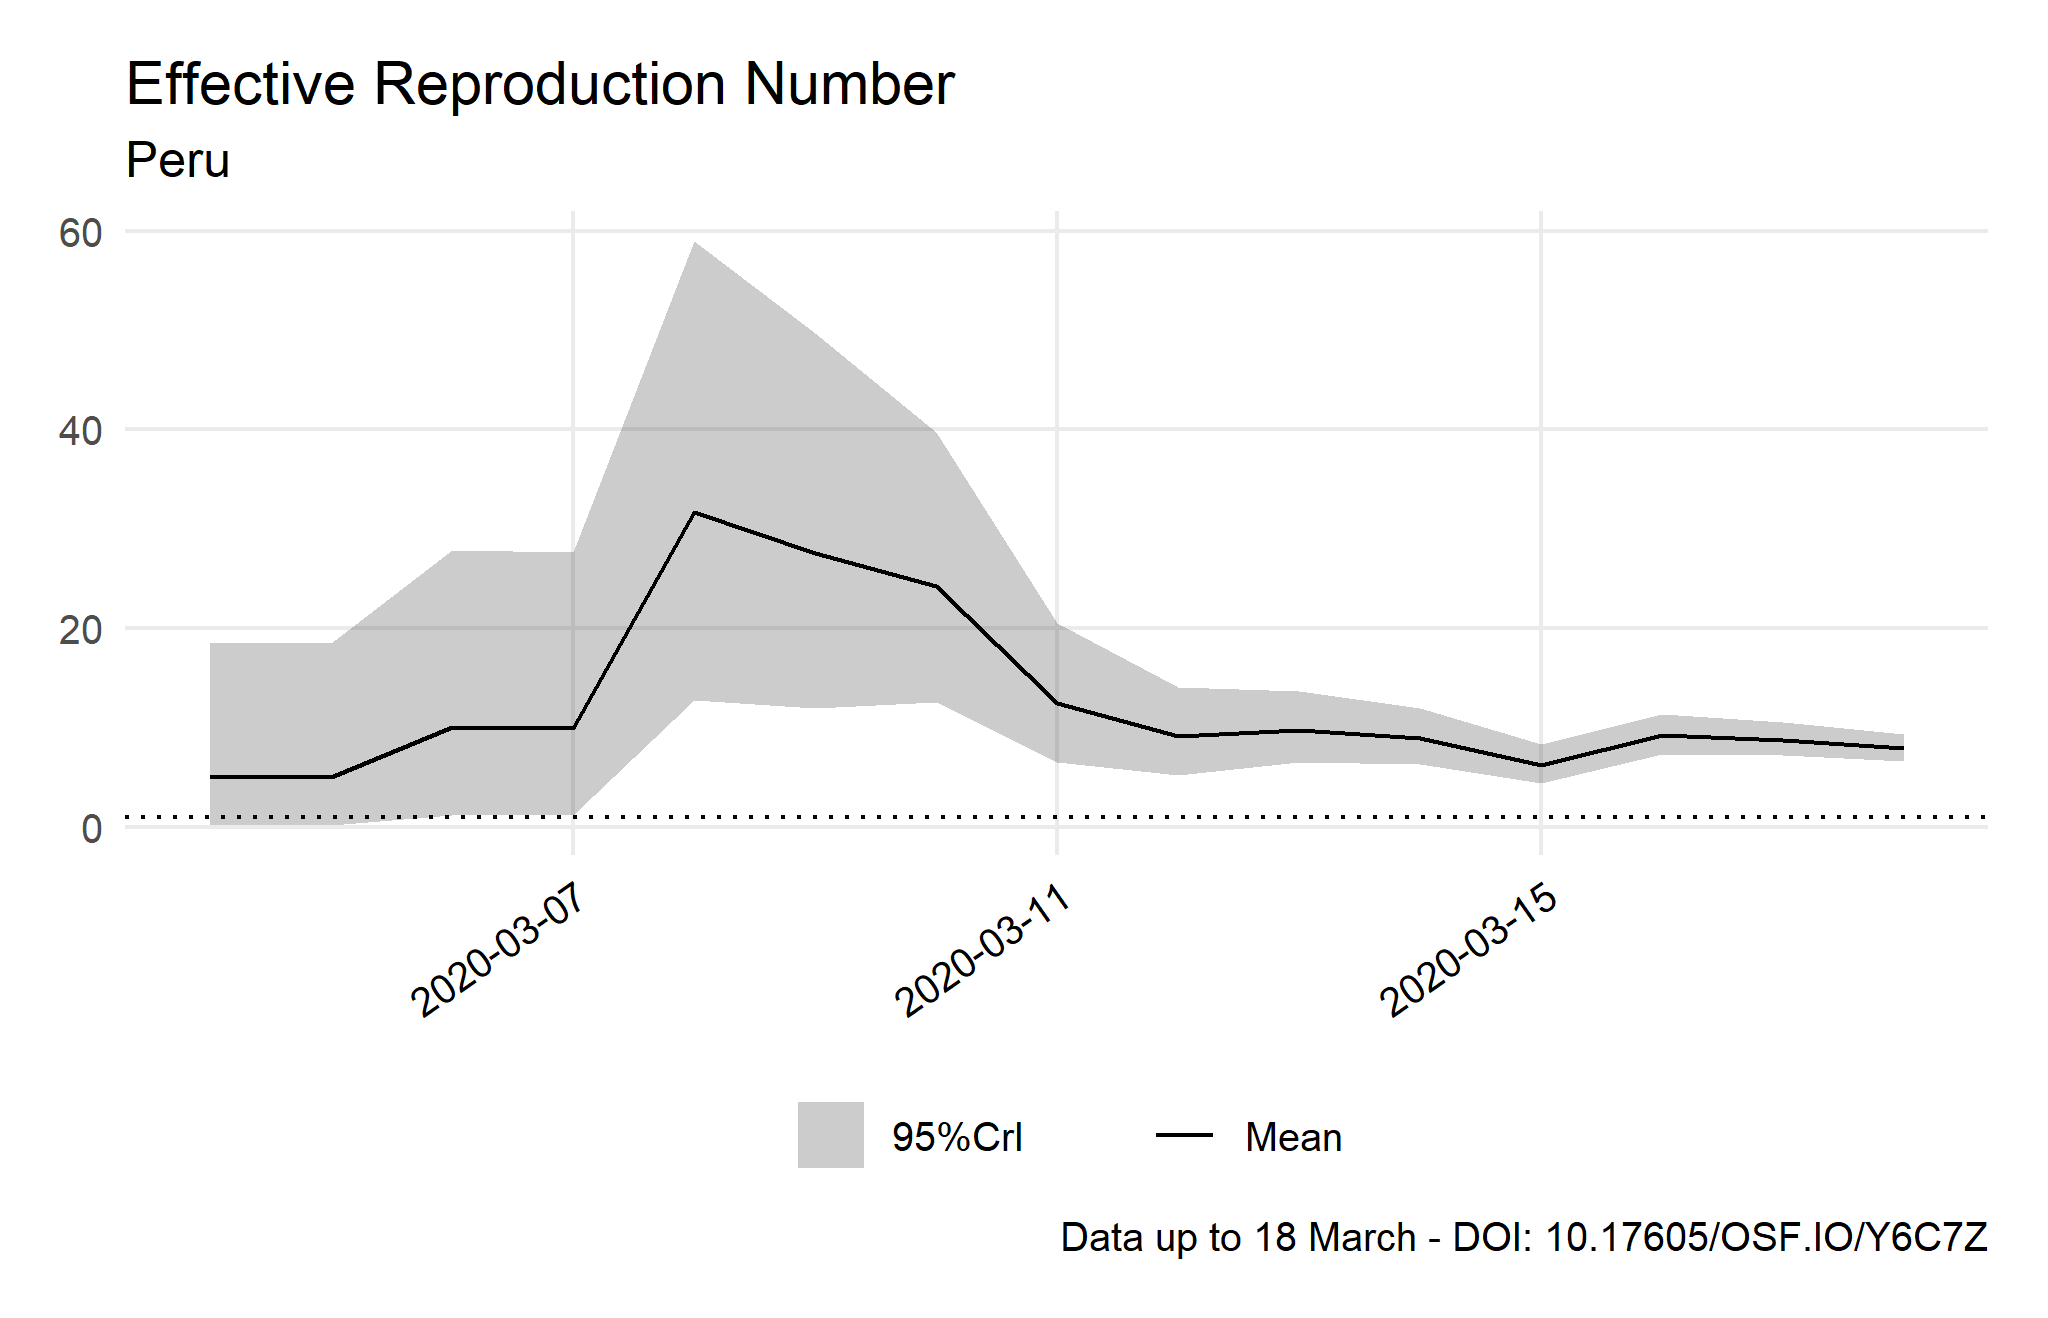 Effective Reproduction Number
Peru
60
40
20
0
2020-03-07
2020-03-11
2020-03-15
95%CrI
Mean
Data up to 18 March - DOI: 10.17605/OSF.IO/Y6C7Z